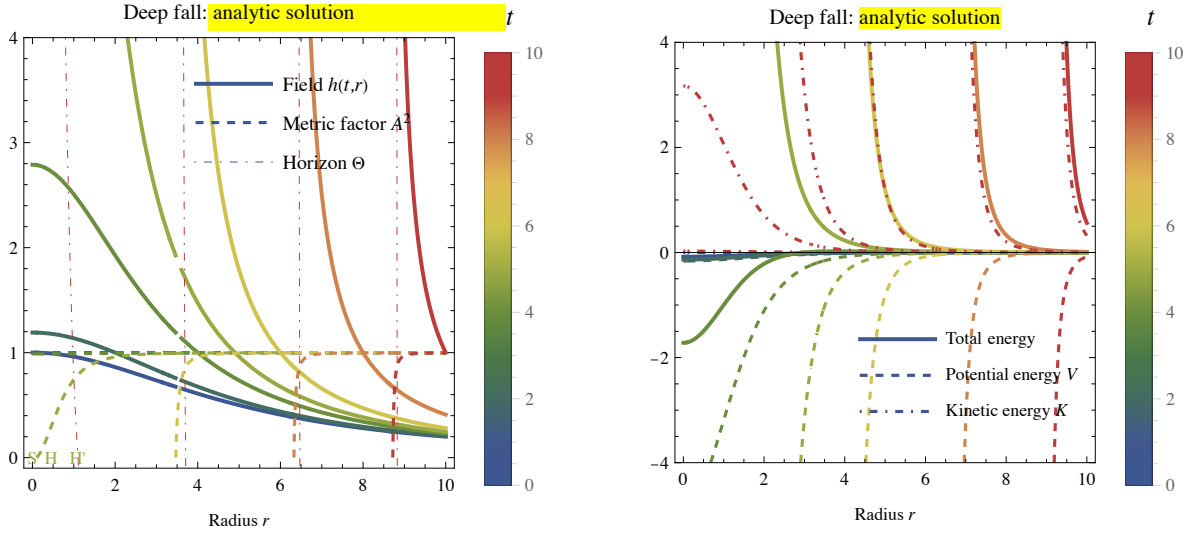 Deep fall: analytic solution
t
4
3
2
1
0
Field h(t,r)
Metric factor A²
Horizon Θ
S H H'
0 2 4 6 8 10
Radius r
10
8
6
4
2
0
Deep fall: analytic solution
t
4
2
0
−2
−4
Total energy
Potential energy V
Kinetic energy K
0 2 4 6 8 10
Radius r
10
8
6
4
2
0